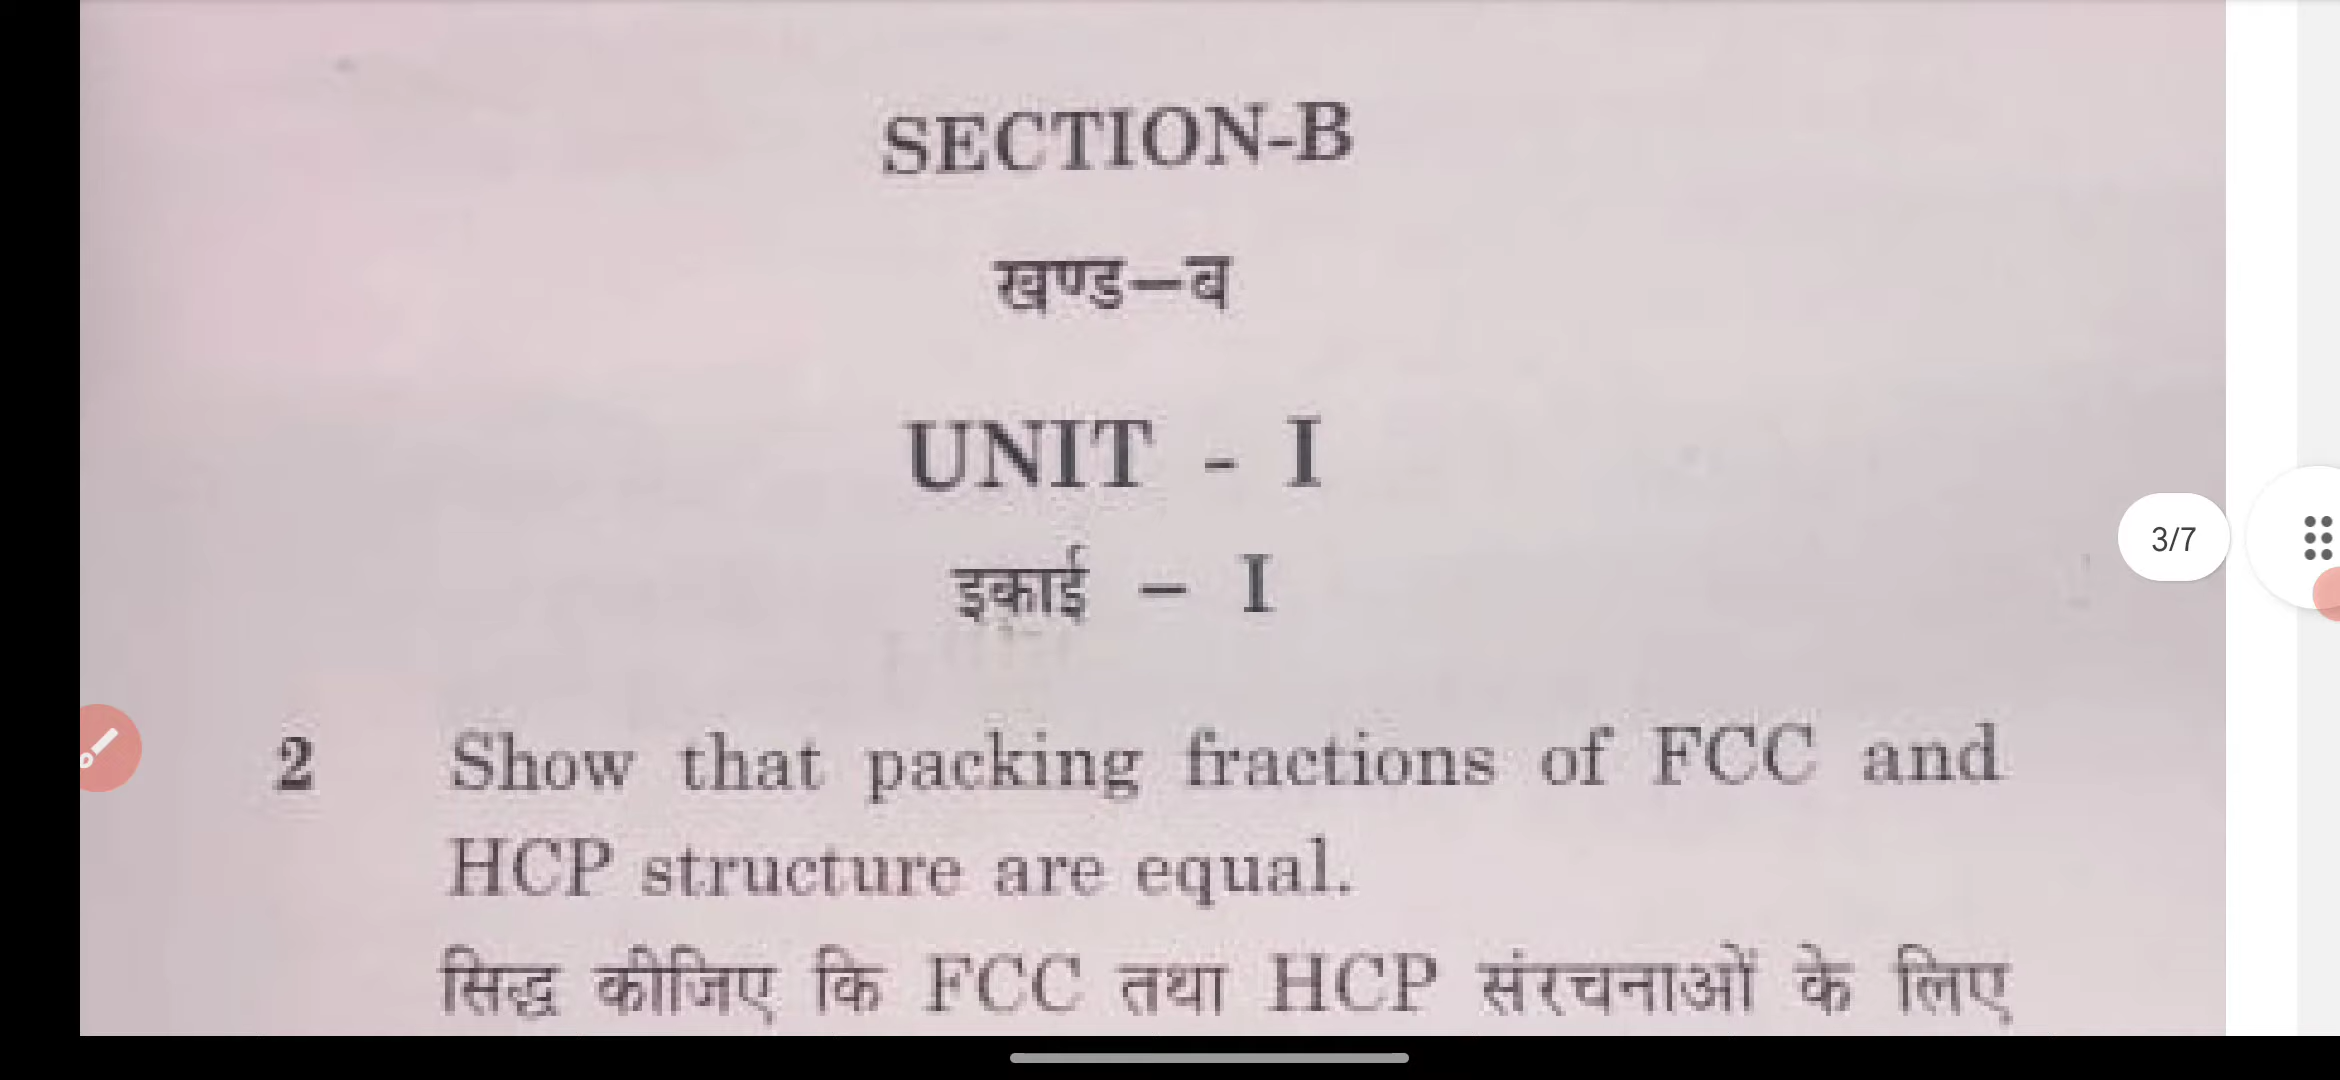 SECTION-B
खण्ड–ब
UNIT - I
इकाई – I
3/7
2 Show that packing fractions of FCC and
HCP structure are equal.
सिद्ध कीजिए कि FCC तथा HCP संरचनाओं के लिए